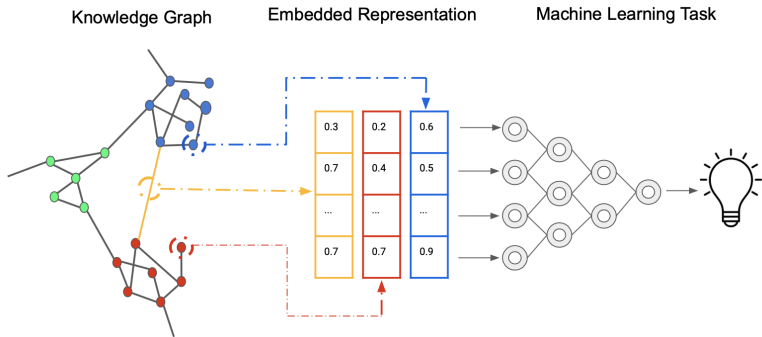 Knowledge Graph
Embedded Representation
Machine Learning Task
0.3 0.2 0.6
0.7 0.4 0.5
... ... ...
0.7 0.7 0.9